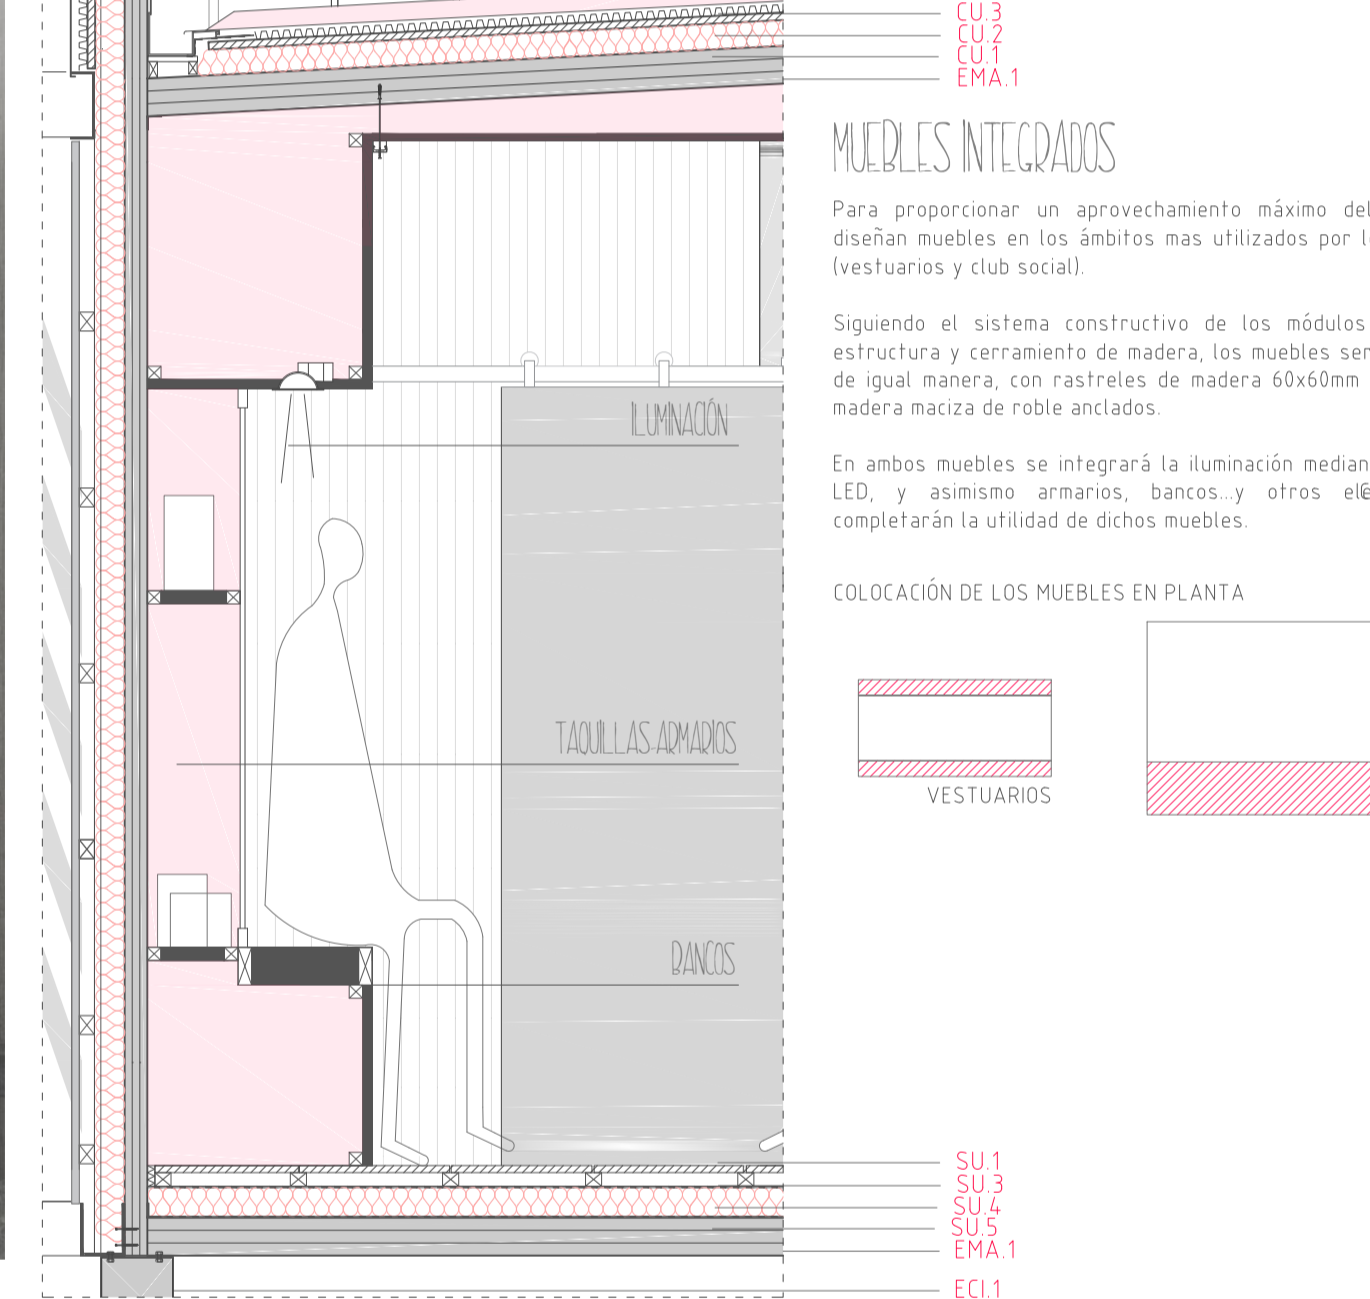 CU.3
CU.2
CU.1
EMA.1
MUEBLES INTEGRADOS
Para proporcionar un aprovechamiento máximo del
diseñan muebles en los ámbitos mas utilizados por
(vestuarios y club social).
Siguiendo el sistema constructivo de los módulos
estructura y cerramiento de madera, los muebles
de igual manera, con rastreles de madera 60x60mm
madera maciza de roble anclados.
En ambos muebles se integrará la iluminación
LED, y asimismo armarios, bancos...y otros
completarán la utilidad de dichos muebles.
COLOCACIÓN DE LOS MUEBLES EN PLANTA
VESTUARIOS
ILUMINACIÓN
TAQUILLAS-ARMARIOS
BANCOS
SU.1
SU.3
SU.4
SU.5
EMA.1
ECI.1